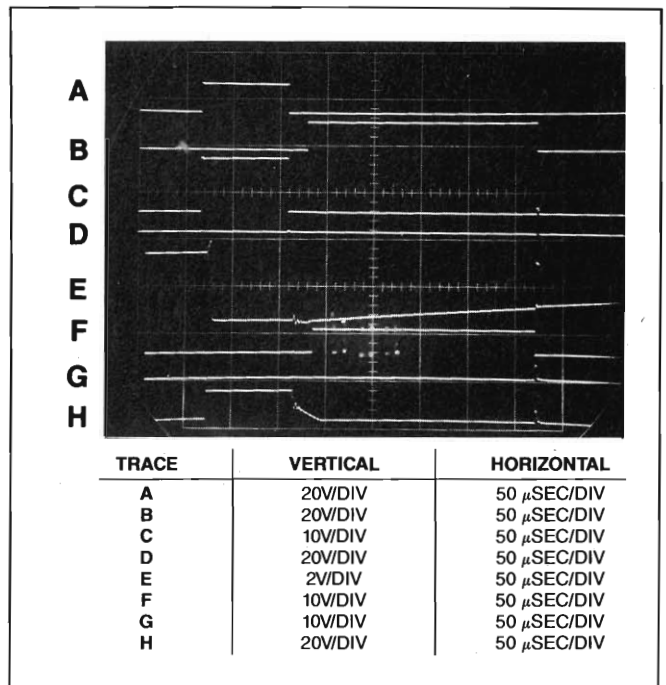 A
B
C
D
E
F
G
H
TRACE VERTICAL HORIZONTAL
A 20V/DIV 50 μSEC/DIV
B 20V/DIV 50 μSEC/DIV
C 10V/DIV 50 μSEC/DIV
D 20V/DIV 50 μSEC/DIV
E 2V/DIV 50 μSEC/DIV
F 10V/DIV 50 μSEC/DIV
G 10V/DIV 50 μSEC/DIV
H 20V/DIV 50 μSEC/DIV